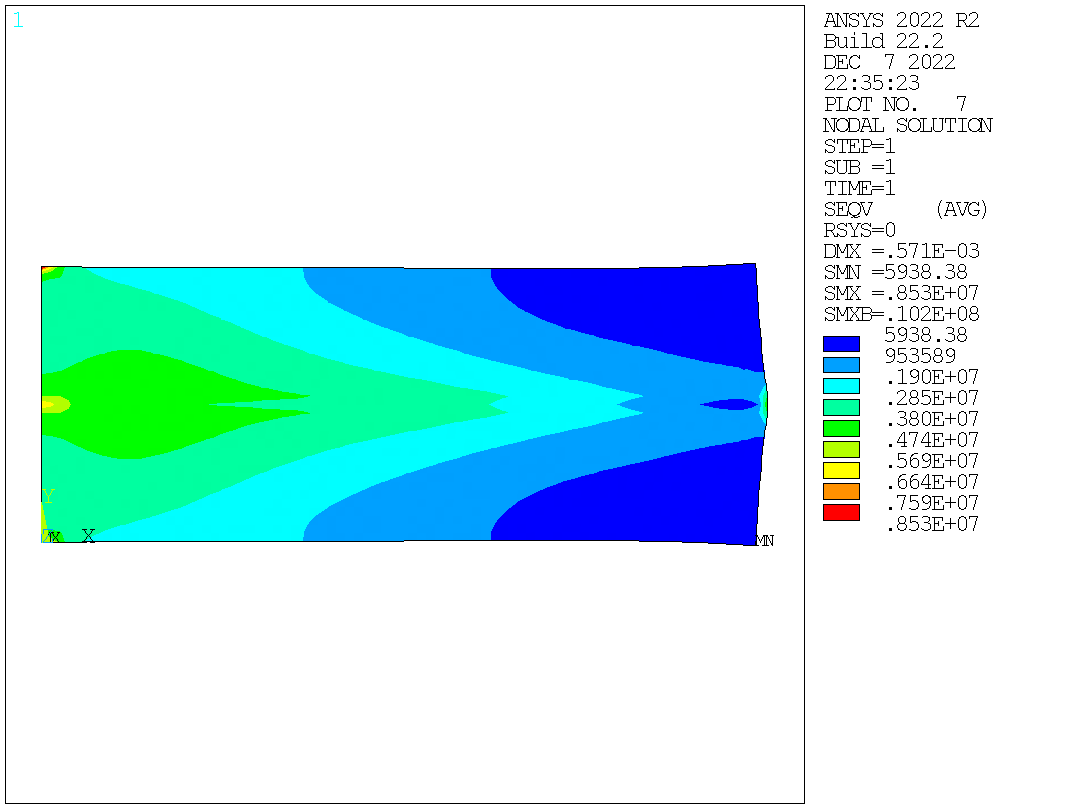 1
ANSYS 2022 R2
Build 22.2
DEC  7 2022
22:35:23
PLOT NO.   7
NODAL SOLUTION
STEP=1
SUB =1
TIME=1
SEQV     (AVG)
RSYS=0
DMX =.571E-03
SMN =5938.38
SMX =.853E+07
SMXB=.102E+08
5938.38
953589
.190E+07
.285E+07
.380E+07
.474E+07
.569E+07
.664E+07
.759E+07
.853E+07
Y
X
MN